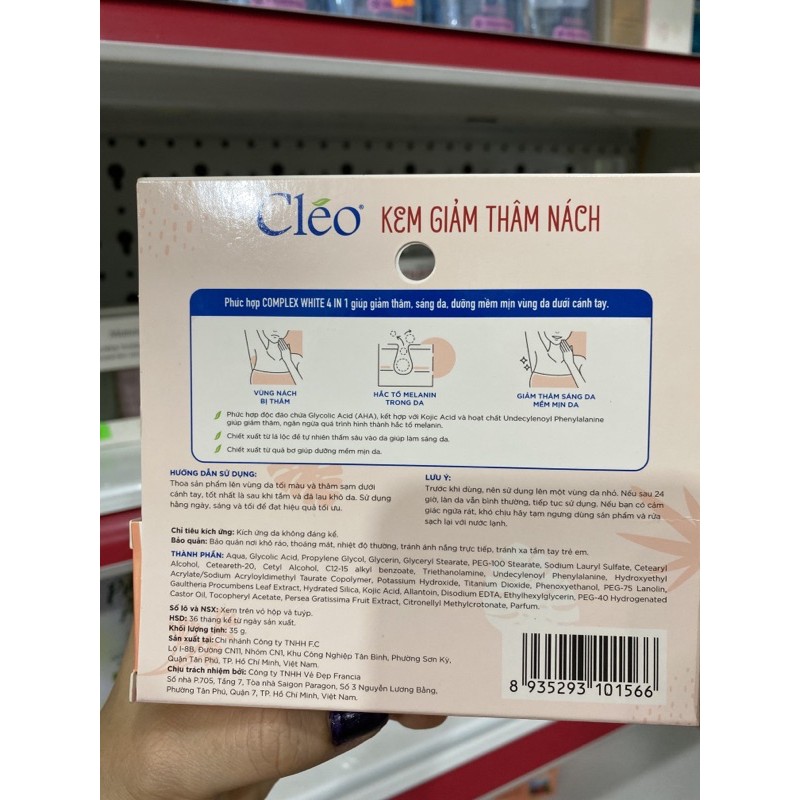 Cléo® KEM GIẢM THÂM NÁCH
Phức hợp COMPLEX WHITE 4 IN 1 giúp giảm thâm, sáng da, dưỡng mềm mịn vùng da dưới cánh tay.
VÙNG NÁCH
BỊ THÂM
HẮC TỐ MELANIN
TRONG DA
GIẢM THÂM SÁNG DA
MỀM MỊN DA
Phức hợp độc đáo chứa Glycolic Acid (AHA), kết hợp với Kojic Acid và hoạt chất Undecylenoyl Phenylalanine
giúp giảm thâm, ngăn ngừa quá trình hình thành hắc tố melanin.
Chiết xuất từ lá lộc đề tự nhiên thấm sâu vào da giúp làm sáng da.
Chiết xuất từ quả bơ giúp dưỡng mềm mịn da.
HƯỚNG DẪN SỬ DỤNG:
Thoa sản phẩm lên vùng da tối màu và thâm sạm dưới
cánh tay, tốt nhất là sau khi tắm và đã lau khô da. Sử dụng
hằng ngày, sáng và tối để đạt hiệu quả tối ưu.
LƯU Ý:
Trước khi dùng, nên sử dụng lên một vùng da nhỏ. Nếu sau 24
giờ, làn da vẫn bình thường, tiếp tục sử dụng. Nếu bạn có cảm
giác ngứa rát, khó chịu hãy tạm ngưng dùng sản phẩm và rửa
sạch lại với nước lạnh.
Chỉ tiêu kích ứng: Kích ứng da không đáng kể.
Bảo quản: Bảo quản nơi khô ráo, thoáng mát, nhiệt độ thường, tránh ánh nắng trực tiếp, tránh xa tầm tay trẻ em.
THÀNH PHẦN: Aqua, Glycolic Acid, Propylene Glycol, Glycerin, Glyceryl Stearate, PEG-100 Stearate, Sodium Lauryl Sulfate, Cetearyl
Alcohol, Ceteareth-20, Cetyl Alcohol, C12-15 alkyl benzoate, Triethanolamine, Undecylenoyl Phenylalanine, Hydroxyethyl
Acrylate/Sodium Acryloyldimethyl Taurate Copolymer, Potassium Hydroxide, Titanium Dioxide, Phenoxyethanol, PEG-75 Lanolin,
Gaultheria Procumbens Leaf Extract, Hydrated Silica, Kojic Acid, Allantoin, Disodium EDTA, Ethylhexylglycerin, PEG-40 Hydrogenated
Castor Oil, Tocopheryl Acetate, Persea Gratissima Fruit Extract, Citronellyl Methylcrotonate, Parfum.
Số lô và NSX: Xem trên vỏ hộp và tuýp.
HSD: 36 tháng kể từ ngày sản xuất.
Khối lượng tịnh: 35 g.
Sản xuất tại: Chi nhánh Công ty TNHH F.C
Lô I-8B, Đường CN11, Nhóm CN1, Khu Công Nghiệp Tân Bình, Phường Sơn Kỳ,
Quận Tân Phú, TP. Hồ Chí Minh, Việt Nam.
Chịu trách nhiệm bởi: Công ty TNHH Vẻ Đẹp Francia
Số nhà P.705, Tầng 7, Tòa nhà Saigon Paragon, Số 3 Nguyễn Lương Bằng,
Phường Tân Phú, Quận 7, TP. Hồ Chí Minh, Việt Nam.
8 935293 101566